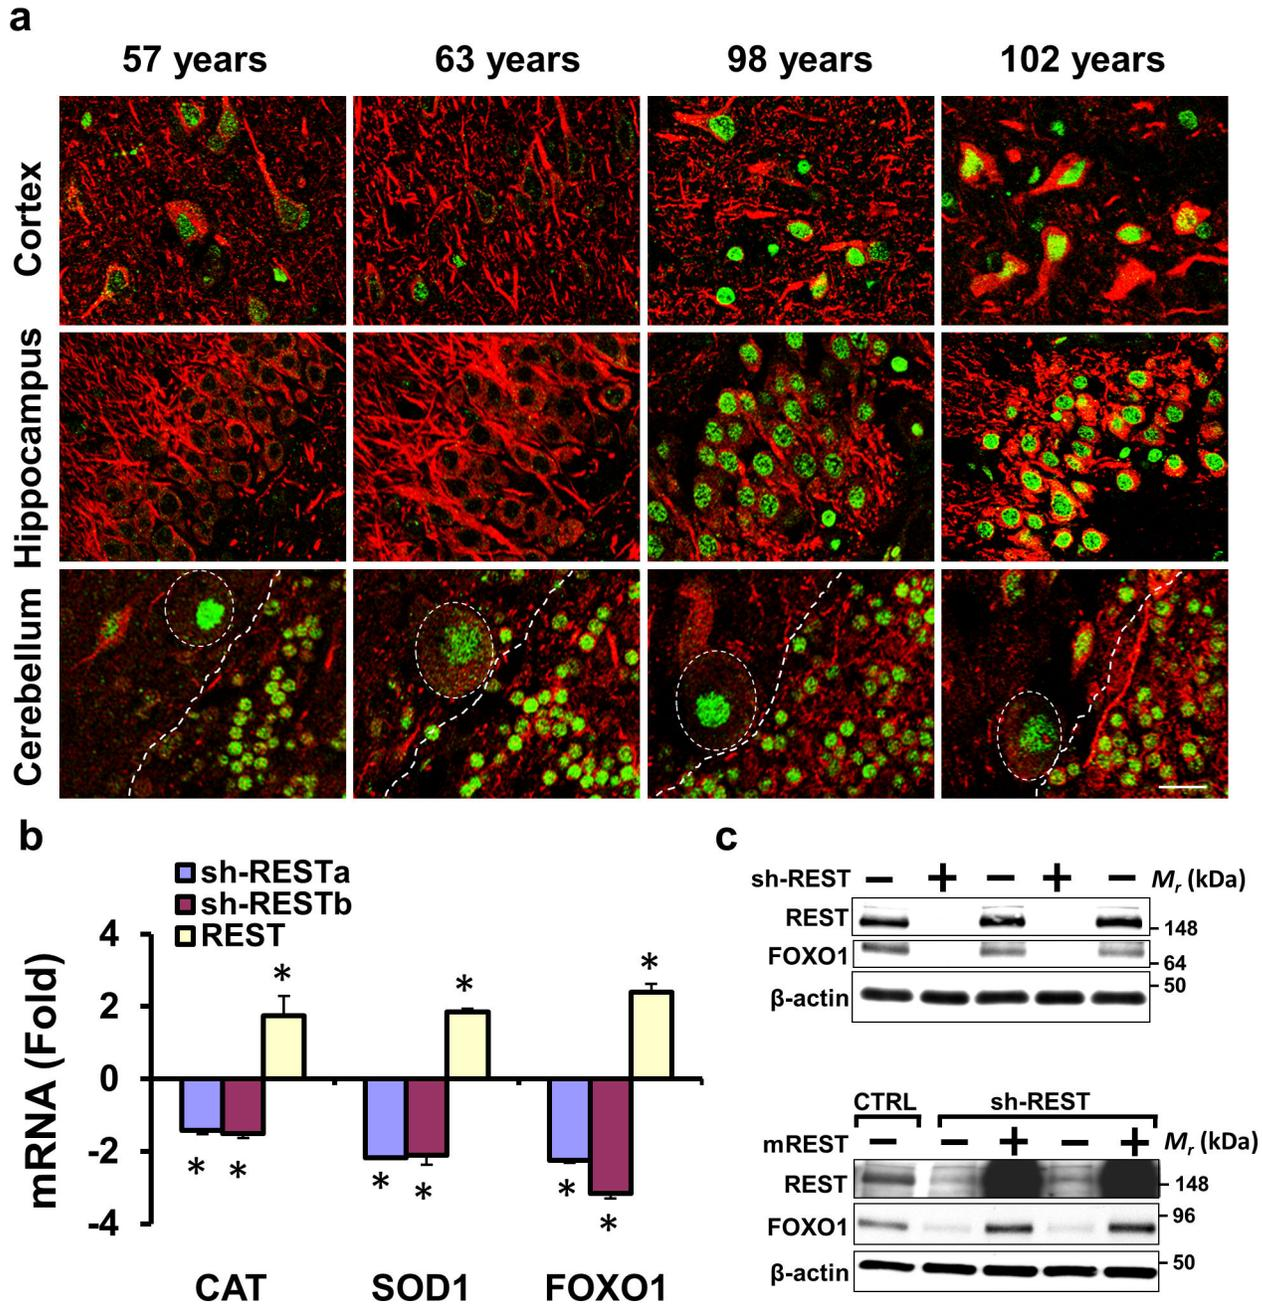 a
57 years 63 years 98 years 102 years
Cortex
Hippocampus
Cerebellum
b
sh-RESTa
sh-RESTb
REST
mRNA (Fold)
4
2
0
-2
-4
* * *
* * *
* * *
CAT SOD1 FOXO1
c
sh-REST − + − + − Mr (kDa)
REST 148
FOXO1 64
β-actin 50
CTRL sh-REST
mREST − − + − + Mr (kDa)
REST 148
FOXO1 96
β-actin 50